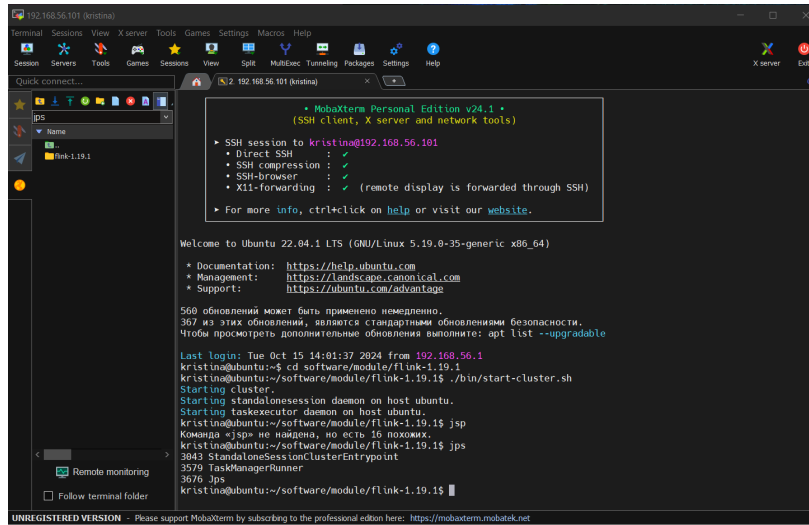 192.168.56.101 (kristina)
Terminal Sessions View X server Tools Games Settings Macros Help
Session Servers Tools Games Sessions View Split MultiExec Tunneling Packages Settings Help X server Exit
Quick connect...
2. 192.168.56.101 (kristina)
jps
Name
..
flink-1.19.1
• MobaXterm Personal Edition v24.1 •
(SSH client, X server and network tools)
➤ SSH session to kristina@192.168.56.101
• Direct SSH : ✔
• SSH compression : ✔
• SSH-browser : ✔
• X11-forwarding : ✔ (remote display is forwarded through SSH)
➤ For more info, ctrl+click on help or visit our website.
Welcome to Ubuntu 22.04.1 LTS (GNU/Linux 5.19.0-35-generic x86_64)
* Documentation: https://help.ubuntu.com
* Management: https://landscape.canonical.com
* Support: https://ubuntu.com/advantage
560 обновлений может быть применено немедленно.
367 из этих обновлений, являются стандартными обновлениями безопасности.
Чтобы просмотреть дополнительные обновления выполните: apt list --upgradable
Last login: Tue Oct 15 14:01:37 2024 from 192.168.56.1
kristina@ubuntu:~$ cd software/module/flink-1.19.1
kristina@ubuntu:~/software/module/flink-1.19.1$ ./bin/start-cluster.sh
Starting cluster.
Starting standalonesession daemon on host ubuntu.
Starting taskexecutor daemon on host ubuntu.
kristina@ubuntu:~/software/module/flink-1.19.1$ jsp
Команда «jsp» не найдена, но есть 16 похожих.
kristina@ubuntu:~/software/module/flink-1.19.1$ jps
3043 StandaloneSessionClusterEntrypoint
3579 TaskManagerRunner
3676 Jps
kristina@ubuntu:~/software/module/flink-1.19.1$
Remote monitoring
Follow terminal folder
UNREGISTERED VERSION - Please support MobaXterm by subscribing to the professional edition here: https://mobaxterm.mobatek.net